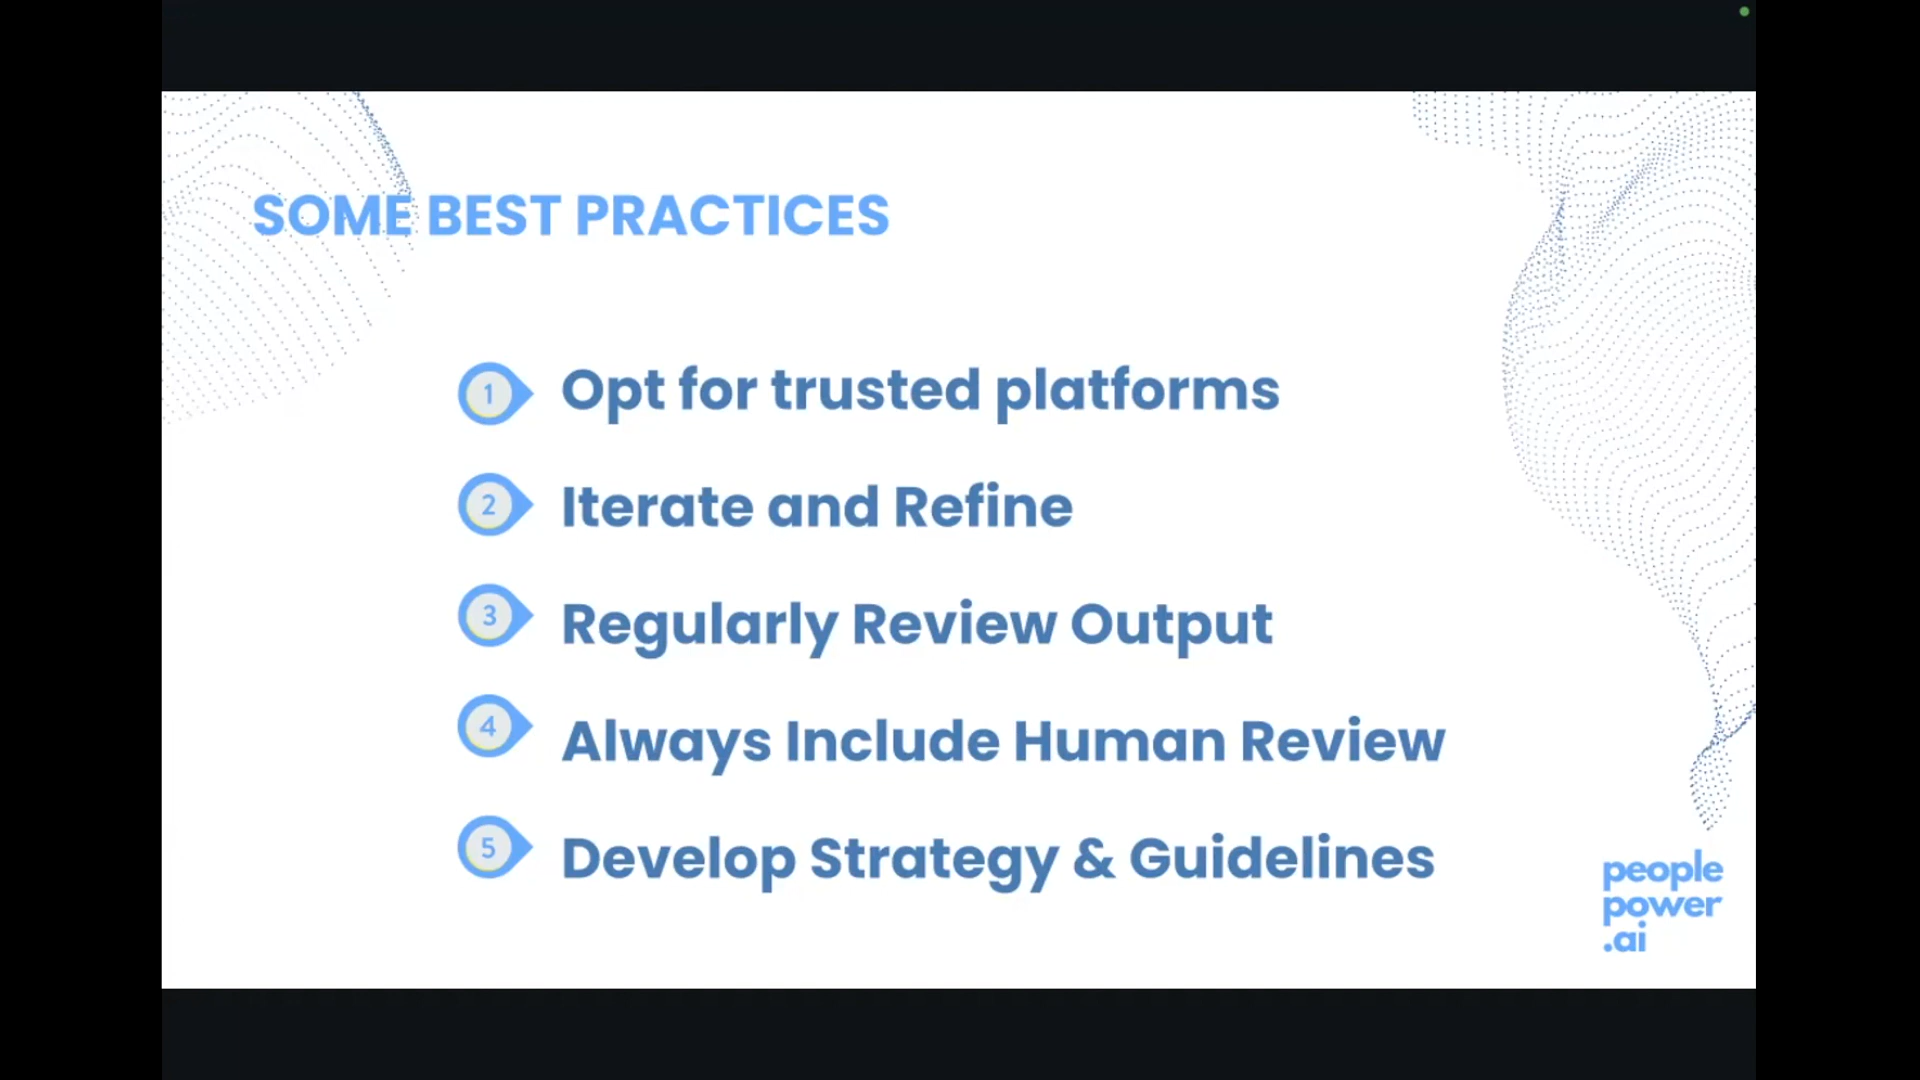 SOME BEST PRACTICES
1 Opt for trusted platforms
2 Iterate and Refine
3 Regularly Review Output
4 Always Include Human Review
5 Develop Strategy & Guidelines
people
power
.ai